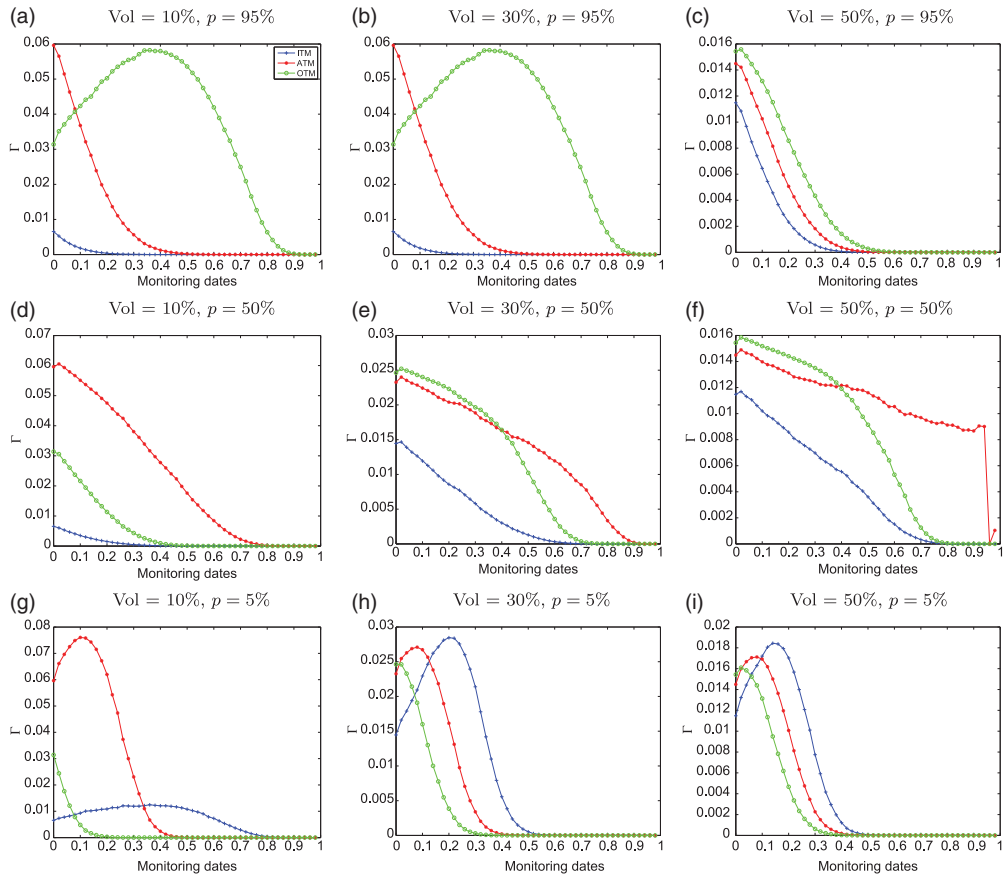 (a) Vol = 10%, p = 95%
0.06
0.05
0.04
0.03
0.02
0.01
0
Γ
ITM
ATM
OTM
0 0.1 0.2 0.3 0.4 0.5 0.6 0.7 0.8 0.9 1
Monitoring dates
(b) Vol = 30%, p = 95%
0.06
0.05
0.04
0.03
0.02
0.01
0
Γ
0 0.1 0.2 0.3 0.4 0.5 0.6 0.7 0.8 0.9 1
Monitoring dates
(c) Vol = 50%, p = 95%
0.016
0.014
0.012
0.01
0.008
0.006
0.004
0.002
0
Γ
0 0.1 0.2 0.3 0.4 0.5 0.6 0.7 0.8 0.9 1
Monitoring dates
(d) Vol = 10%, p = 50%
0.07
0.06
0.05
0.04
0.03
0.02
0.01
0
Γ
0 0.1 0.2 0.3 0.4 0.5 0.6 0.7 0.8 0.9 1
Monitoring dates
(e) Vol = 30%, p = 50%
0.03
0.025
0.02
0.015
0.01
0.005
0
Γ
0 0.1 0.2 0.3 0.4 0.5 0.6 0.7 0.8 0.9 1
Monitoring dates
(f) Vol = 50%, p = 50%
0.016
0.014
0.012
0.01
0.008
0.006
0.004
0.002
0
Γ
0 0.1 0.2 0.3 0.4 0.5 0.6 0.7 0.8 0.9 1
Monitoring dates
(g) Vol = 10%, p = 5%
0.08
0.07
0.06
0.05
0.04
0.03
0.02
0.01
0
Γ
0 0.1 0.2 0.3 0.4 0.5 0.6 0.7 0.8 0.9 1
Monitoring dates
(h) Vol = 30%, p = 5%
0.03
0.025
0.02
0.015
0.01
0.005
0
Γ
0 0.1 0.2 0.3 0.4 0.5 0.6 0.7 0.8 0.9 1
Monitoring dates
(i) Vol = 50%, p = 5%
0.02
0.018
0.016
0.014
0.012
0.01
0.008
0.006
0.004
0.002
0
Γ
0 0.1 0.2 0.3 0.4 0.5 0.6 0.7 0.8 0.9 1
Monitoring dates